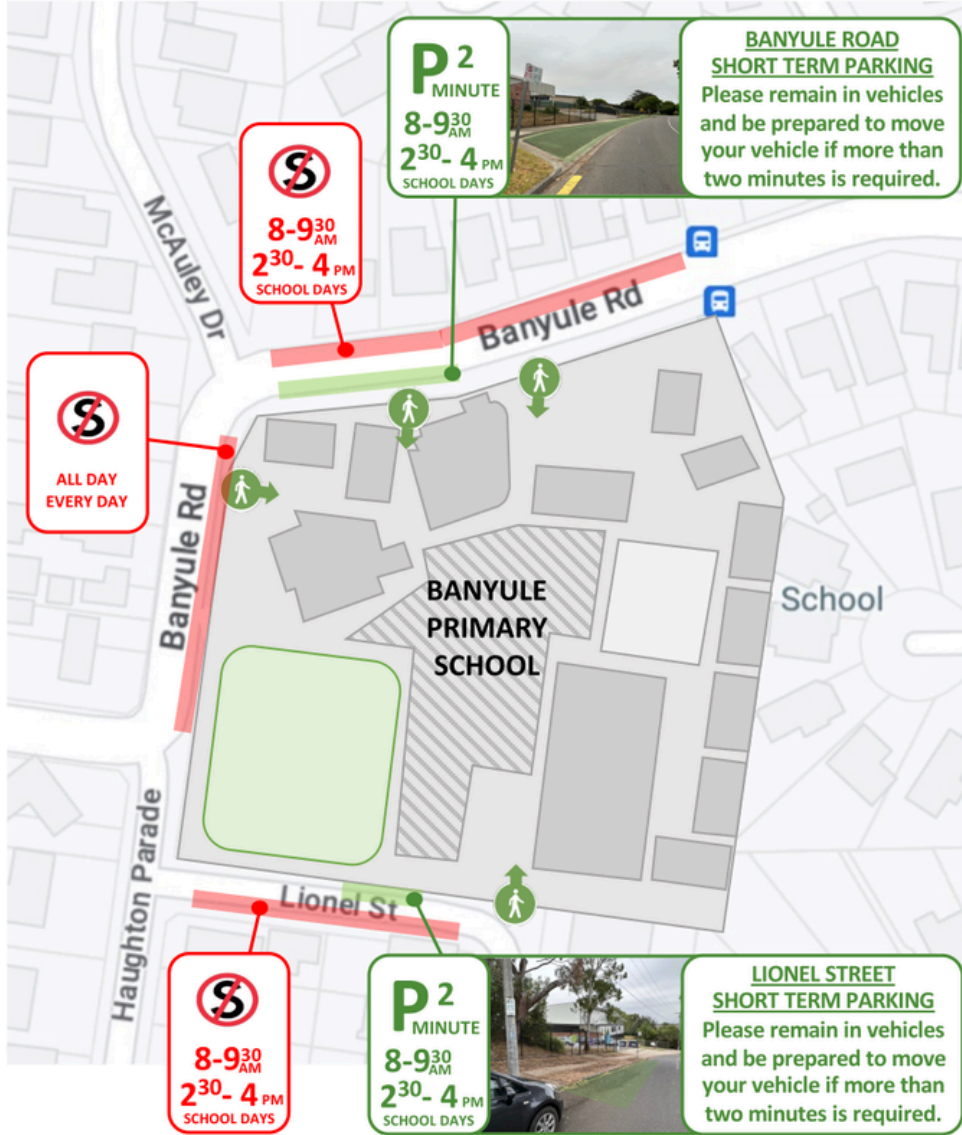 P 2
MINUTE
8-9 30 AM
2 30 - 4 PM
SCHOOL DAYS
BANYULE ROAD
SHORT TERM PARKING
Please remain in vehicles
and be prepared to move
your vehicle if more than
two minutes is required.
S
8-9 30 AM
2 30 - 4 PM
SCHOOL DAYS
McAuley Dr
Banyule Rd
S
ALL DAY
EVERY DAY
Banyule Rd
BANYULE
PRIMARY
SCHOOL
School
Haughton Parade
Lionel St
S
8-9 30 AM
2 30 - 4 PM
SCHOOL DAYS
P 2
MINUTE
8-9 30 AM
2 30 - 4 PM
SCHOOL DAYS
LIONEL STREET
SHORT TERM PARKING
Please remain in vehicles
and be prepared to move
your vehicle if more than
two minutes is required.